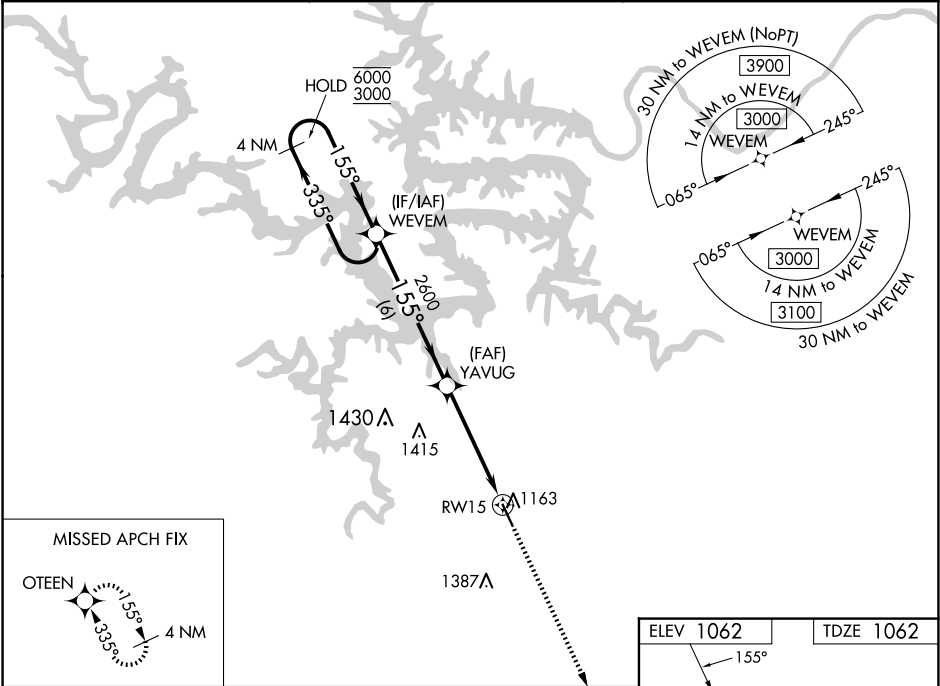 HOLD 6000
3000
4 NM
155°
335°
(IF/IAF)
WEVEM
2600
155°
(6)
(FAF)
YAVUG
1430
1415
RW15
1163
1387
30 NM to WEVEM (NoPT)
3900
14 NM to WEVEM
3000
WEVEM
245°
065°
245°
065°
WEVEM
3000
14 NM to WEVEM
3100
30 NM to WEVEM
MISSED APCH FIX
OTEEN
155°
335°
4 NM
ELEV 1062
TDZE 1062
155°